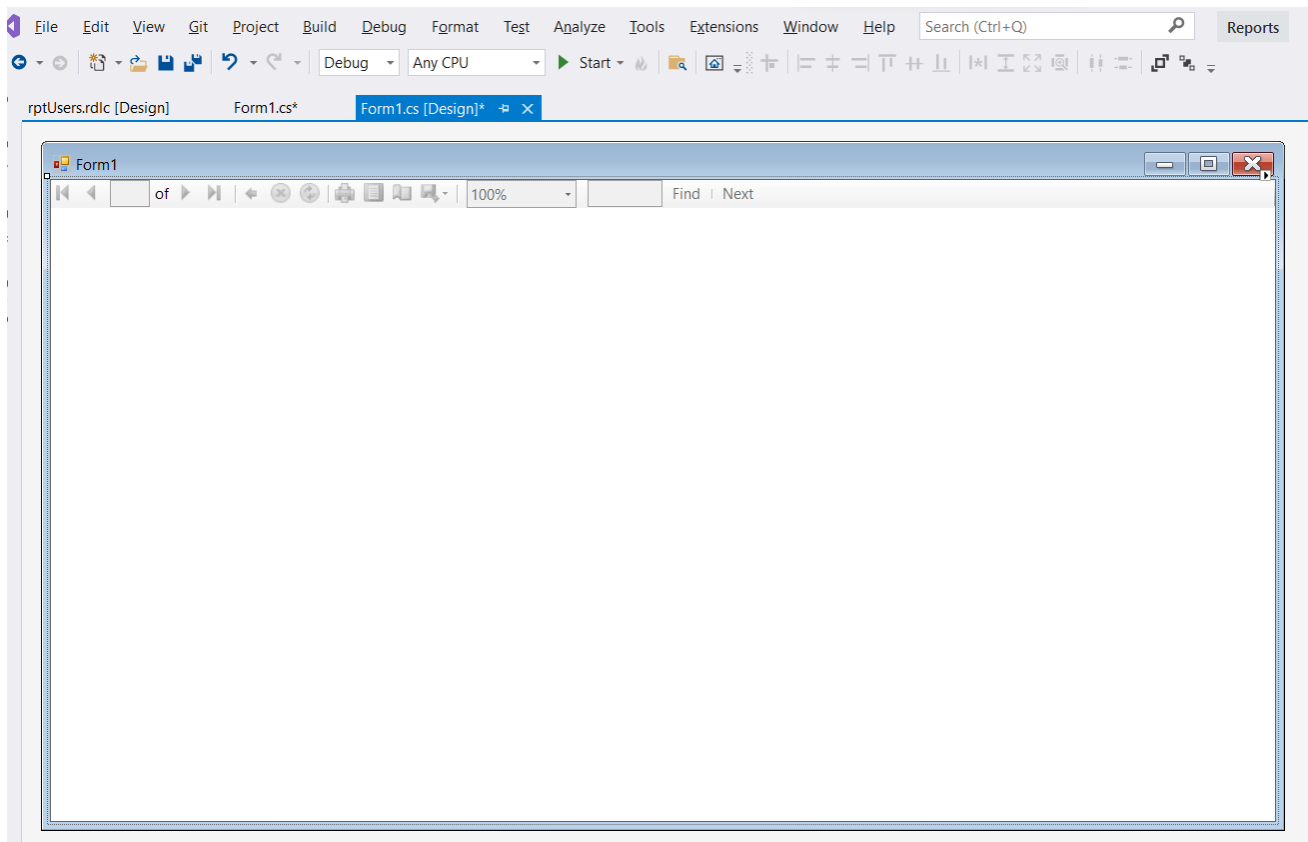 File Edit View Git Project Build Debug Format Test Analyze Tools Extensions Window Help Search (Ctrl+Q) Reports
Debug Any CPU Start
rptUsers.rdlc [Design] Form1.cs* Form1.cs [Design]*
Form1
of 100% Find Next